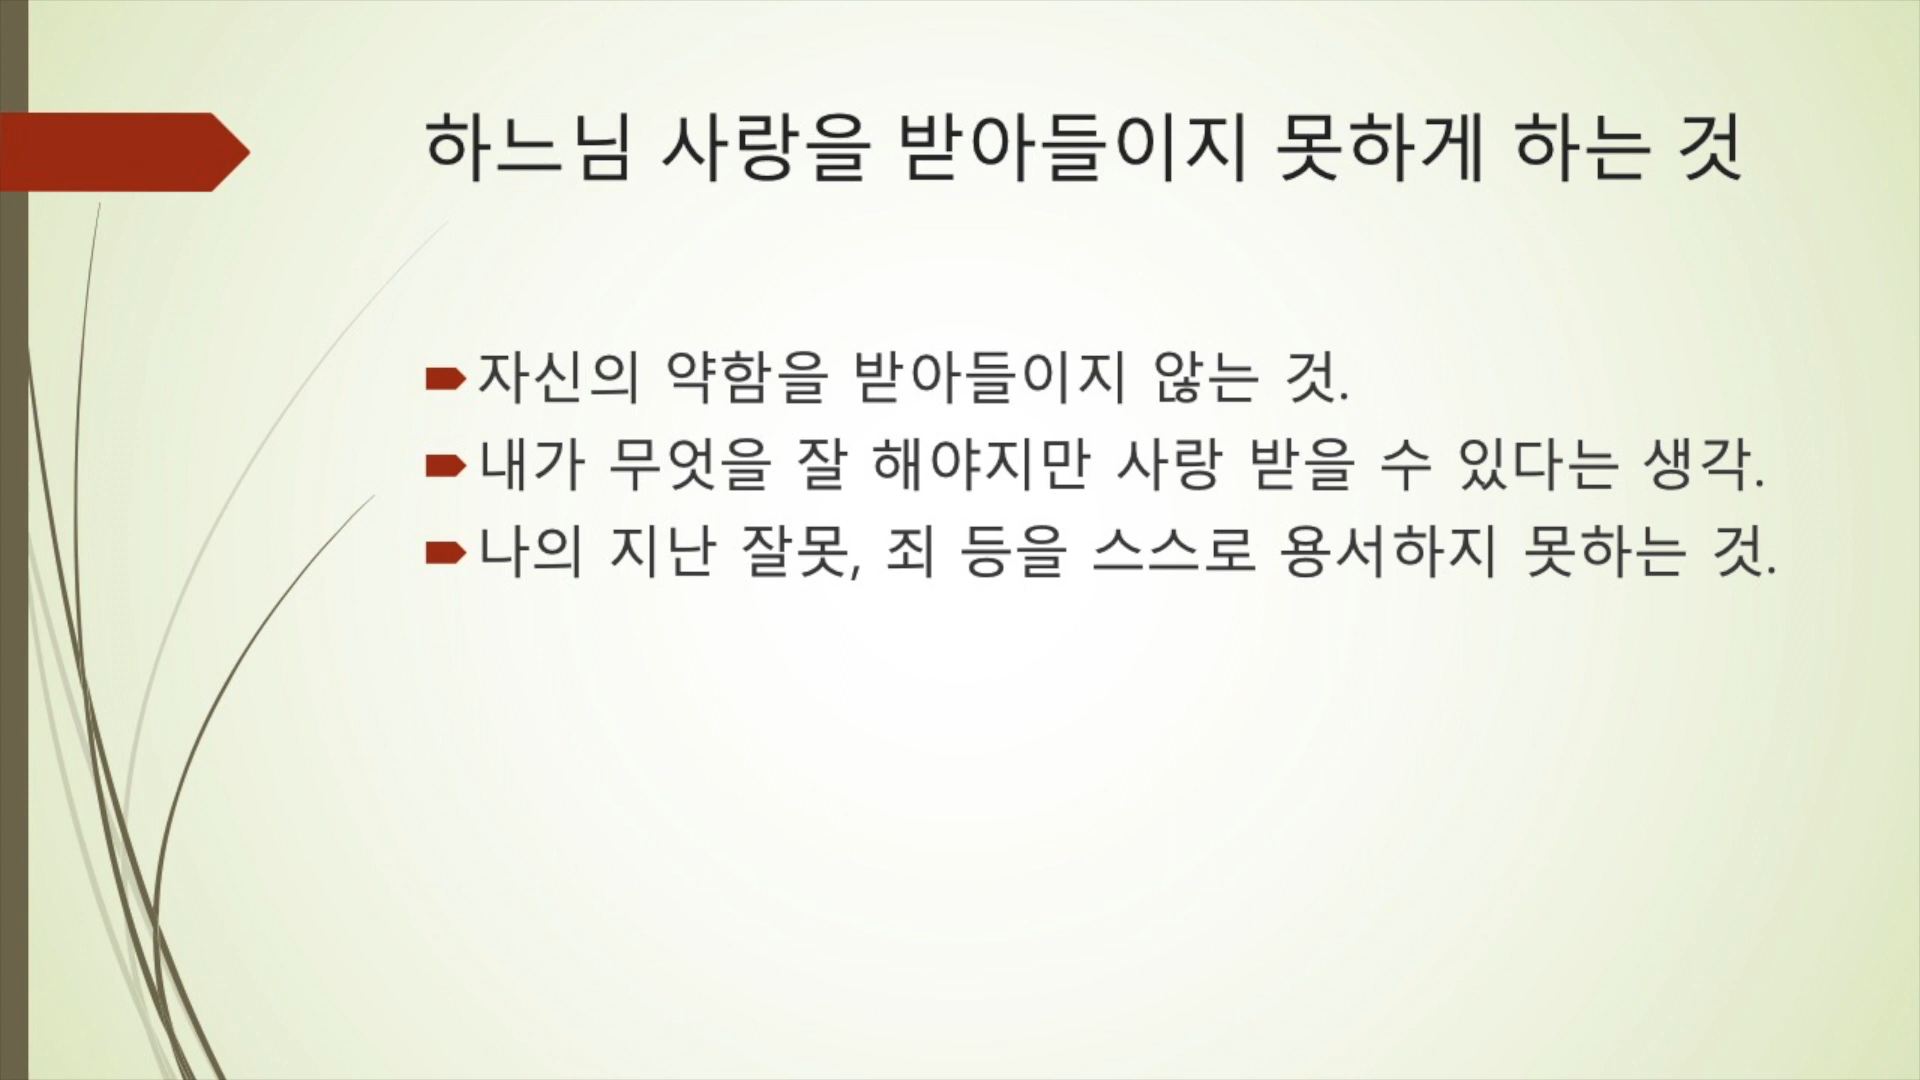 하느님 사랑을 받아들이지 못하게 하는 것
자신의 약함을 받아들이지 않는 것.
내가 무엇을 잘 해야지만 사랑 받을 수 있다는 생각.
나의 지난 잘못, 죄 등을 스스로 용서하지 못하는 것.